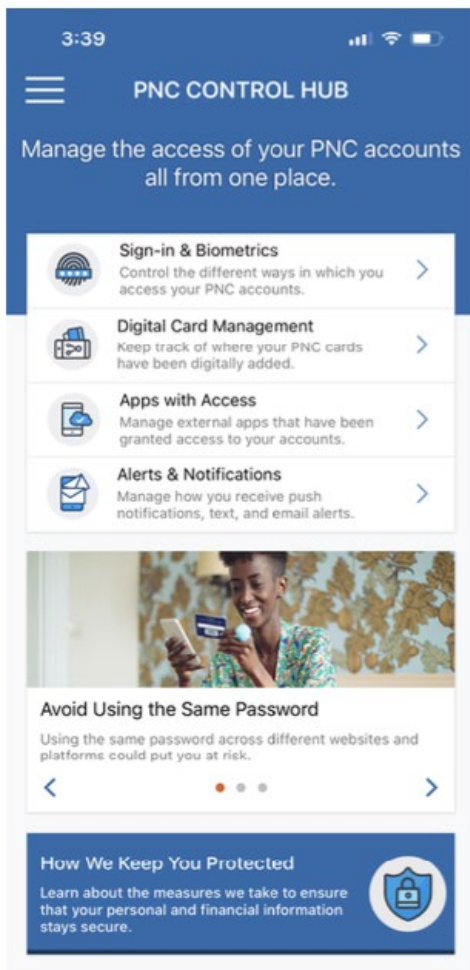 3:39
PNC CONTROL HUB
Manage the access of your PNC accounts
all from one place.
Sign-in & Biometrics
Control the different ways in which you
access your PNC accounts.
Digital Card Management
Keep track of where your PNC cards
have been digitally added.
Apps with Access
Manage external apps that have been
granted access to your accounts.
Alerts & Notifications
Manage how you receive push
notifications, text, and email alerts.
Avoid Using the Same Password
Using the same password across different websites and
platforms could put you at risk.
How We Keep You Protected
Learn about the measures we take to ensure
that your personal and financial information
stays secure.